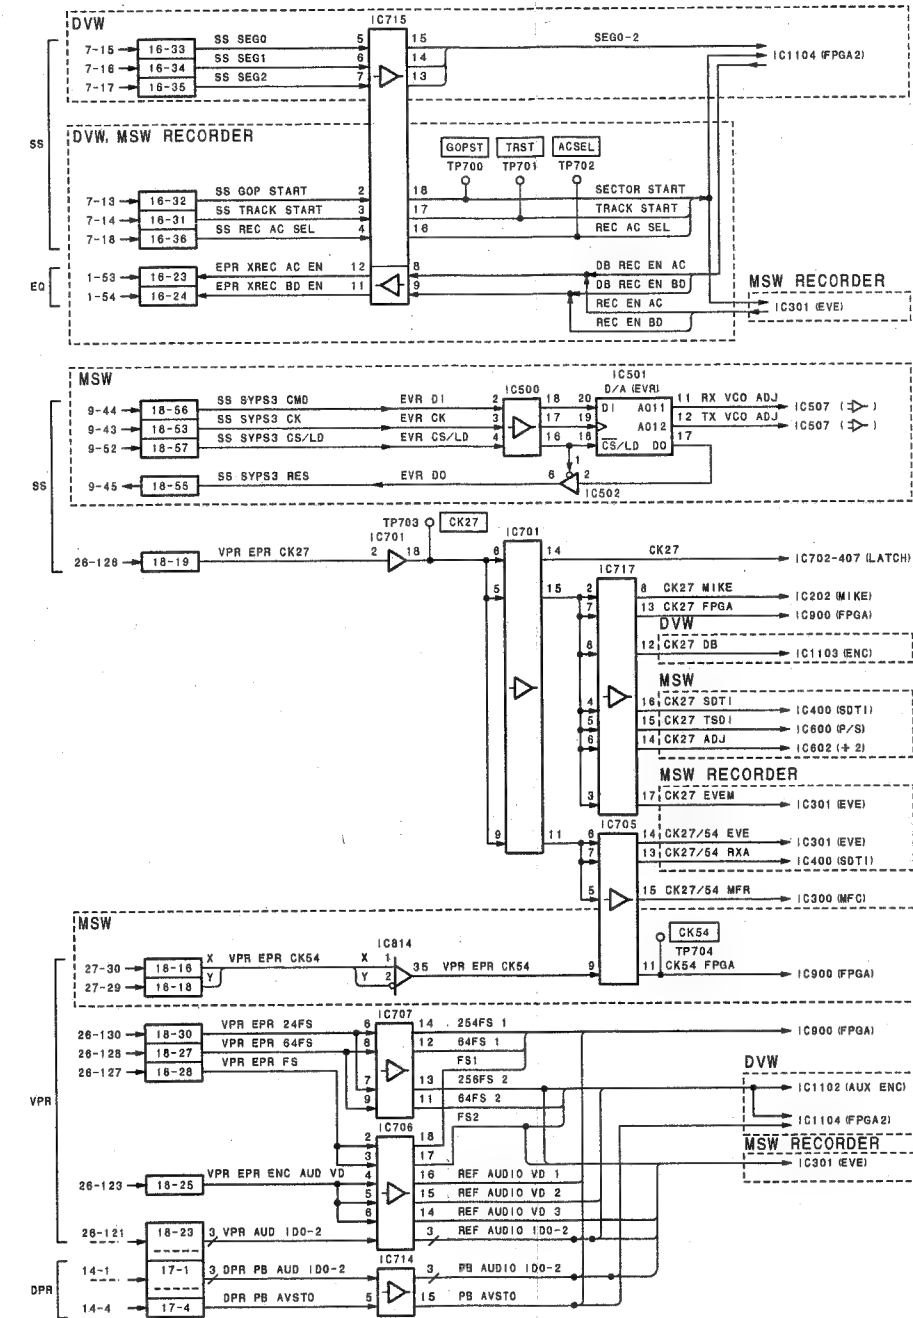 DVW
IC715
7-15 16-33 SS SEG0 5 15 SEG0-2
7-16 16-34 SS SEG1 6 14 IC1104 (FPGA2)
7-17 16-35 SS SEG2 7 13
SS
DVW, MSW RECORDER
GOPST TRST ACSEL
TP700 TP701 TP702
7-13 16-32 SS GOP START 2 18 SECTOR START
7-14 16-31 SS TRACK START 3 17 TRACK START
7-18 16-36 SS REC AC SEL 4 16 REC AC SEL
EQ
1-53 16-23 EPR XREC AC EN 12 8 DB REC EN AC
1-54 16-24 EPR XREC BD EN 11 9 DB REC EN BD
MSW RECORDER
REC EN AC IC301 (EVE)
REC EN BD
MSW
IC500 IC501
D/A (EVR)
9-44 18-56 SS SYPS3 CMD EVR DI 2 18 20 DI AO11 11 RX VCO ADJ IC507 ( )
9-43 18-53 SS SYPS3 CK EVR CK 3 17 19 AO12 12 TX VCO ADJ IC507 ( )
9-52 18-57 SS SYPS3 CS/LD EVR CS/LD 4 16 16 CS/LD DO 17
9-45 18-55 SS SYPS3 RES EVR DO 6 1 2
IC502
SS
TP703 CK27
IC701 IC701
26-126 18-19 VPR EPR CK27 2 18 6 14 CK27 IC702-407 (LATCH)
IC717
5 15 2 8 CK27 MIKE IC202 (MIKE)
7 13 CK27 FPGA IC900 (FPGA)
DVW
8 12 CK27 DB IC1103 (ENC)
MSW
4 16 CK27 SDTI IC400 (SDTI)
5 15 CK27 TSDI IC600 (P/S)
6 14 CK27 ADJ IC602 (÷ 2)
MSW RECORDER
3 17 CK27 EVEM IC301 (EVE)
IC705
9 11 6 14 CK27/54 EVE IC301 (EVE)
7 13 CK27/54 RXA IC400 (SDTI)
5 15 CK27/54 MFR IC300 (MFC)
MSW
IC814
CK54
TP704
27-30 18-16 X VPR EPR CK54 X 1 35 VPR EPR CK54 9 11 CK54 FPGA IC900 (FPGA)
27-29 16-18 Y Y 2
IC707
26-130 18-30 VPR EPR 24FS 6 14 254FS 1 IC900 (FPGA)
26-128 18-27 VPR EPR 64FS 8 12 64FS 1
26-127 18-28 VPR EPR FS FS1
DVW
7 13 256FS 2 IC1102 (AUX ENC)
VPR
9 11 64FS 2
FS2 IC1104 (FPGA2)
IC706
2 18 MSW RECORDER
3 17 IC301 (EVE)
26-123 18-25 VPR EPR ENC AUD VD 4 16 REF AUDIO VD 1
5 15 REF AUDIO VD 2
6 14 REF AUDIO VD 3
26-121 18-23 3 VPR AUD ID0-2 3 REF AUDIO ID0-2
IC714
DPR
14-1 17-1 3 DPR PB AUD ID0-2 3 PB AUDIO ID0-2
14-4 17-4 DPR PB AVSTO 5 15 PB AVSTO